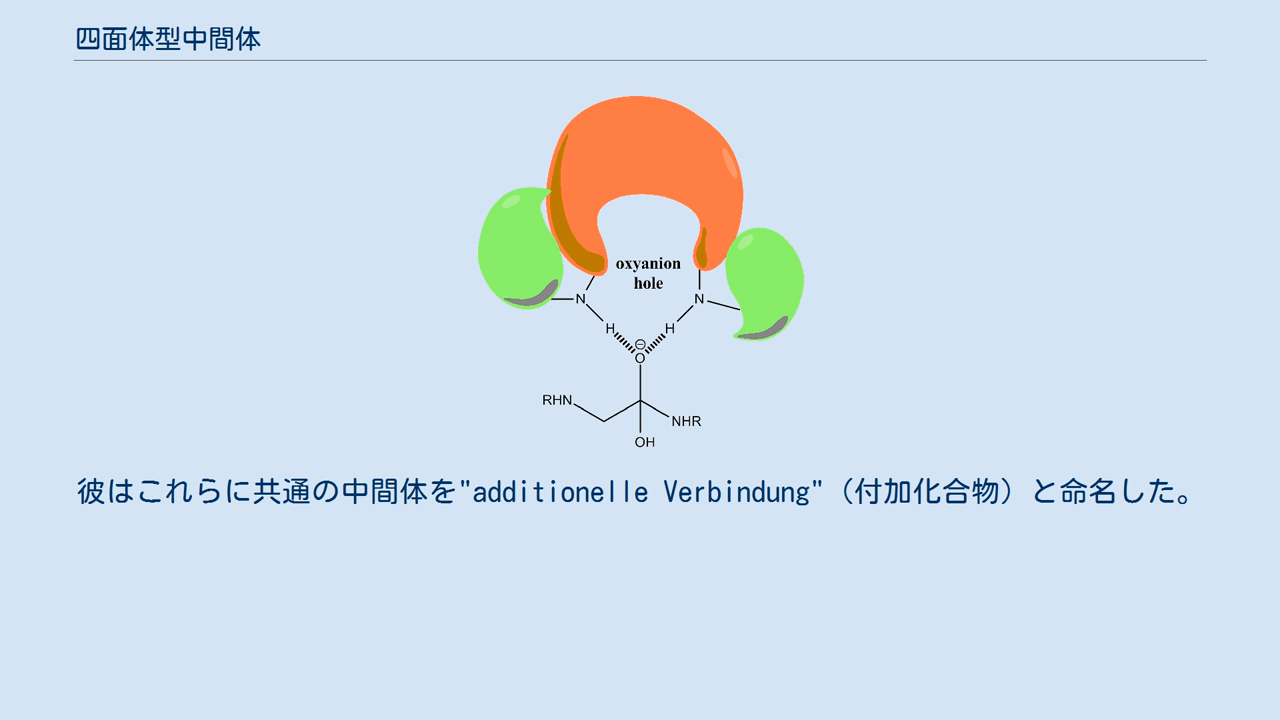 四面体型中間体
oxyanion
hole
N
N
H
H
⊖
O
RHN
NHR
OH
彼はこれらに共通の中間体を"additionelle Verbindung"（付加化合物）と命名した。